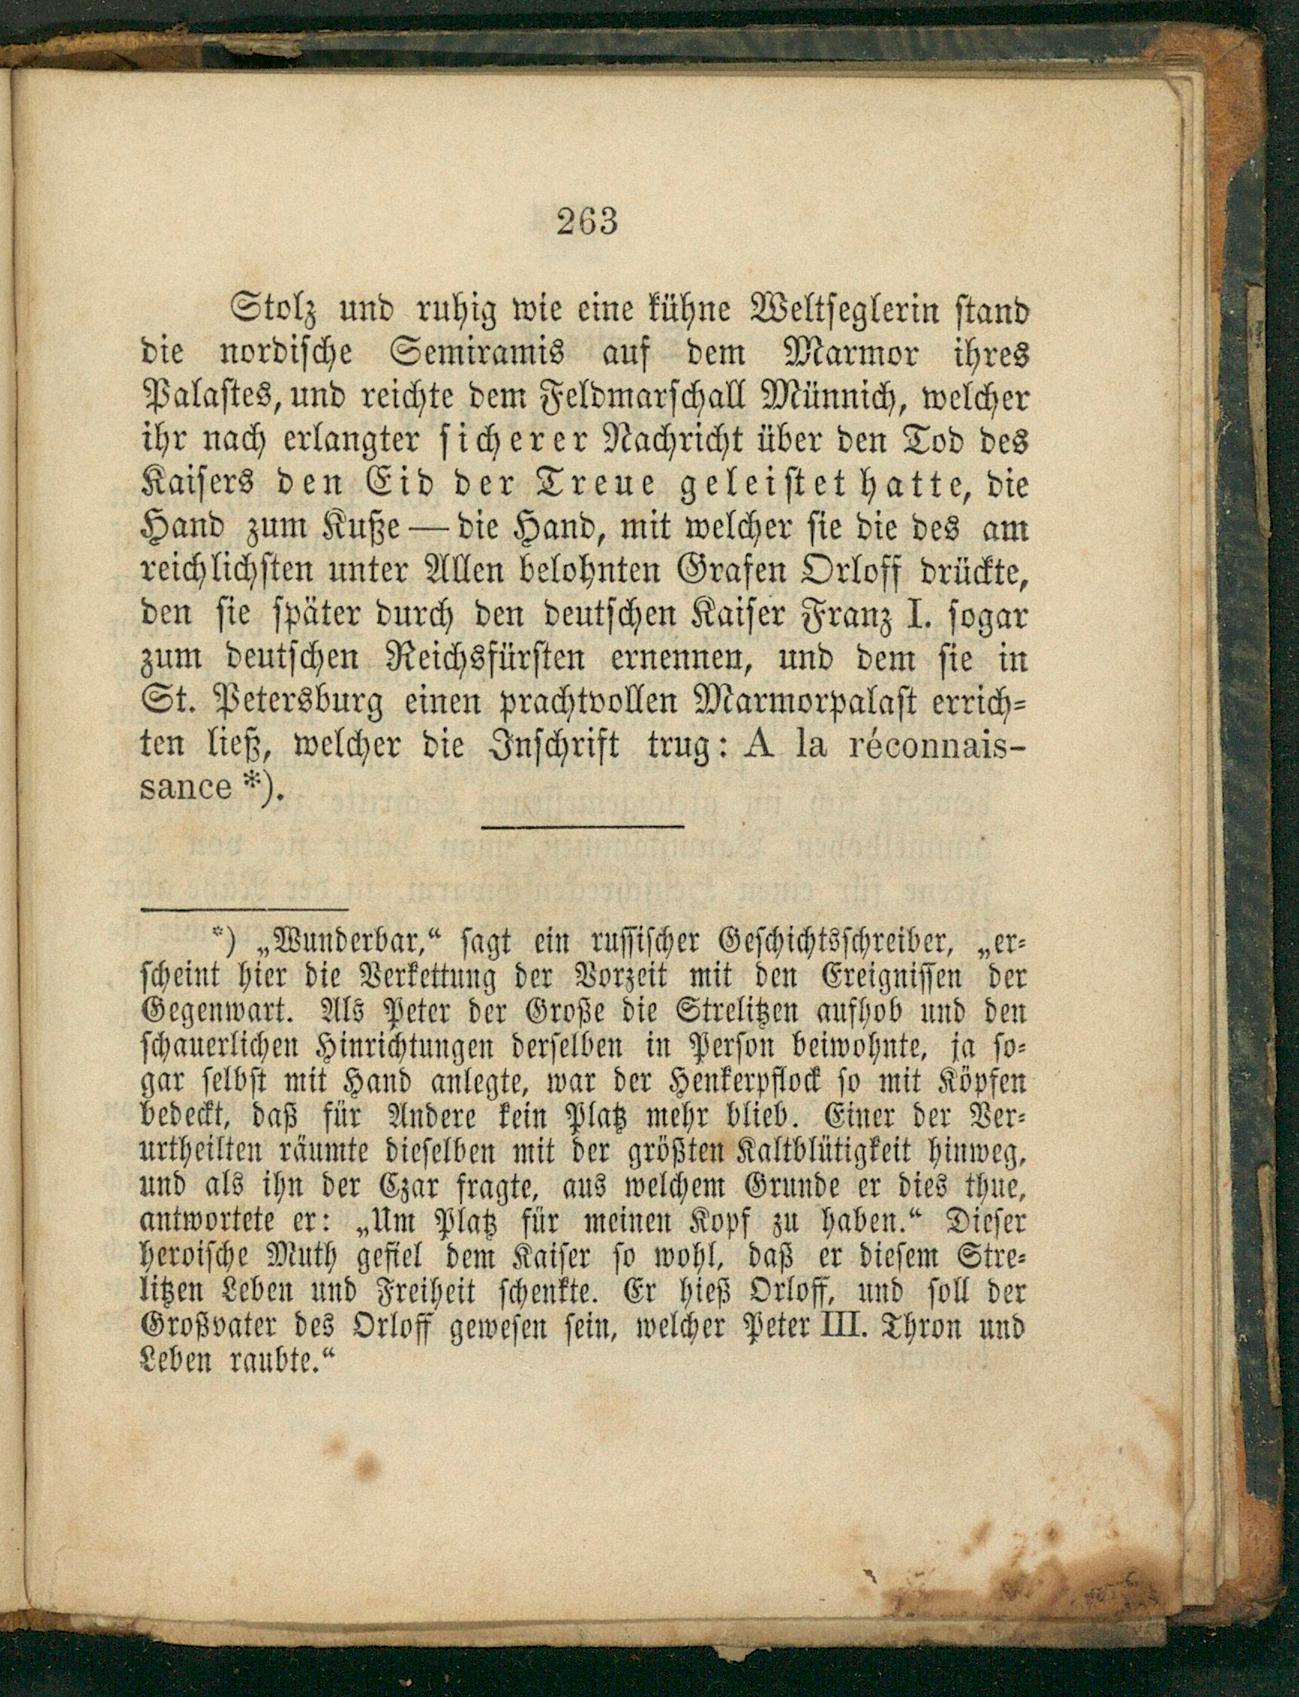 263
Stolz und ruhig wie eine kühne Weltseglerin stand
die nordische Semiramis auf dem Marmor ihres
Palastes, und reichte dem Feldmarschall Münnich, welcher
ihr nach erlangter sicherer Nachricht über den Tod des
Kaisers den Eid der Treue geleistet hatte, die
Hand zum Kuße — die Hand, mit welcher sie die des am
reichlichsten unter Allen belohnten Grafen Orloff drückte,
den sie später durch den deutschen Kaiser Franz I. sogar
zum deutschen Reichsfürsten ernennen, und dem sie in
St. Petersburg einen prachtvollen Marmorpalast errich-
ten ließ, welcher die Inschrift trug: A la réconnais-
sance *).
*) „Wunderbar,“ sagt ein russischer Geschichtsschreiber, „er-
scheint hier die Verkettung der Vorzeit mit den Ereignissen der
Gegenwart. Als Peter der Große die Strelitzen aufhob und den
schauerlichen Hinrichtungen derselben in Person beiwohnte, ja so-
gar selbst mit Hand anlegte, war der Henkerpflock so mit Köpfen
bedeckt, daß für Andere kein Platz mehr blieb. Einer der Ver-
urtheilten räumte dieselben mit der größten Kaltblütigkeit hinweg,
und als ihn der Czar fragte, aus welchem Grunde er dies thue,
antwortete er: „Um Platz für meinen Kopf zu haben.“ Dieser
heroische Muth gefiel dem Kaiser so wohl, daß er diesem Stre-
litzen Leben und Freiheit schenkte. Er hieß Orloff, und soll der
Großvater des Orloff gewesen sein, welcher Peter III. Thron und
Leben raubte.“